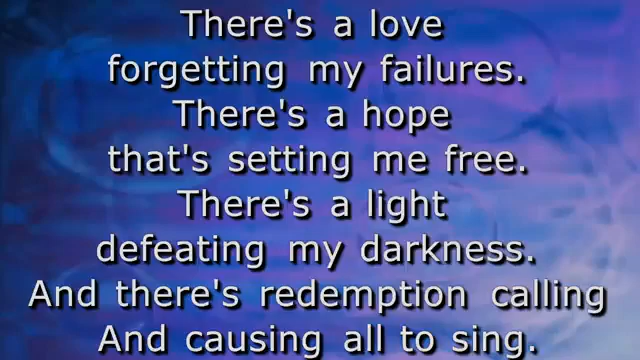 There's a love
forgetting my failures.
There's a hope
that's setting me free.
There's a light
defeating my darkness.
And there's redemption calling
And causing all to sing.